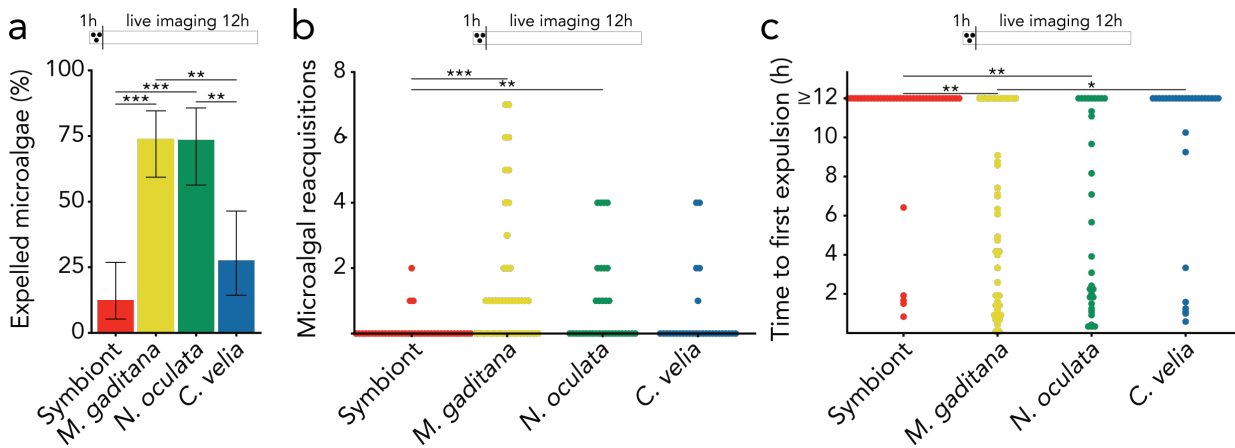 a
1h
live imaging 12h
Expelled microalgae (%)
100
75
50
25
0
***
***
**
**
Symbiont
M. gaditana
N. oculata
C. velia
b
1h
live imaging 12h
Microalgal reacquisitions
8
6
4
2
0
***
**
Symbiont
M. gaditana
N. oculata
C. velia
c
1h
live imaging 12h
Time to first expulsion (h)
≥12
10
8
6
4
2
**
**
*
Symbiont
M. gaditana
N. oculata
C. velia